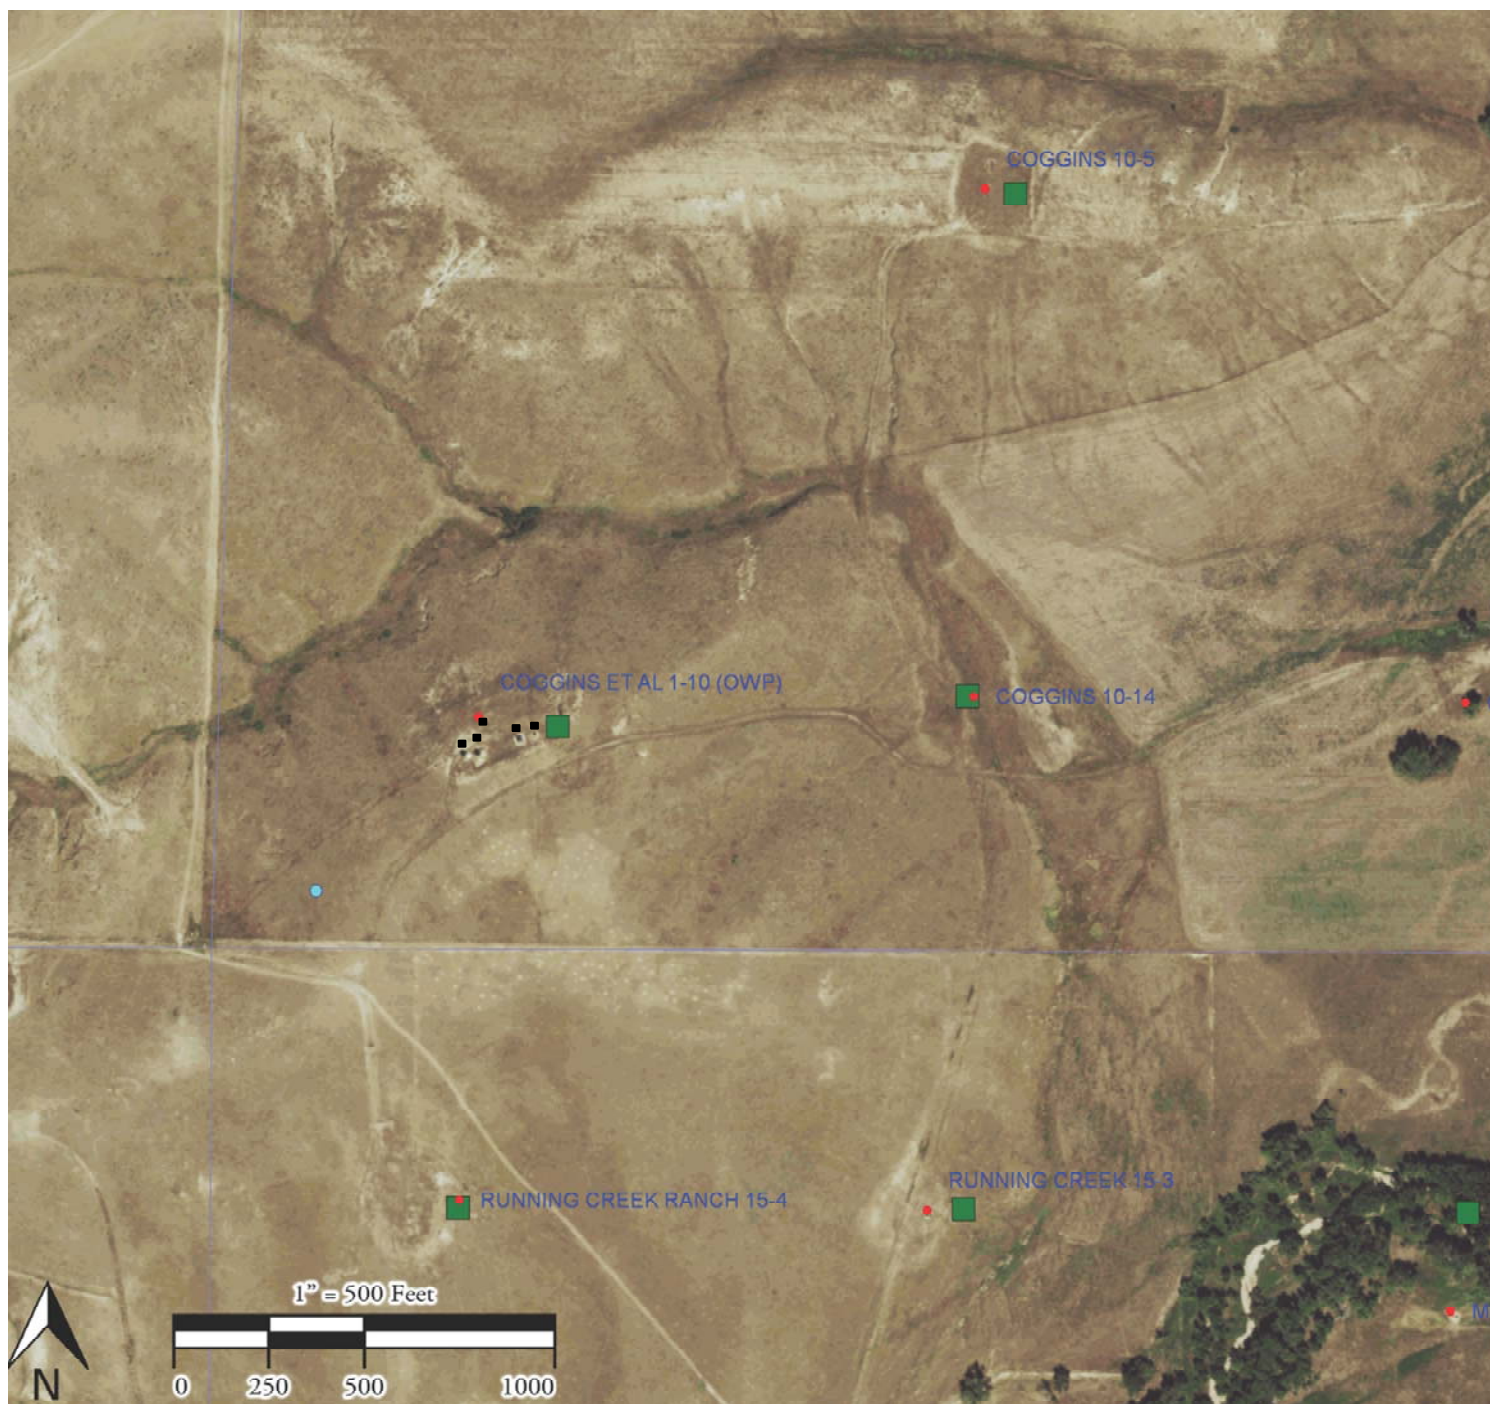 COGGINS 10-5
COGGINS ET AL 1-10 (OWP)
COGGINS 10-14
RUNNING CREEK 15-3
RUNNING CREEK RANCH 15-4
1” = 500 Feet
M
N
0 250 500 1000